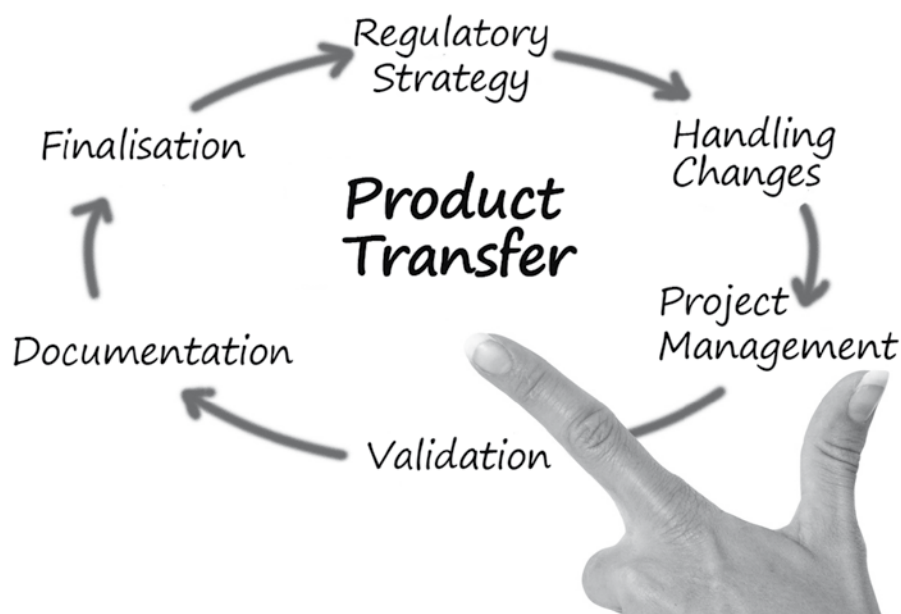 Regulatory
Strategy
Handling
Changes
Project
Management
Validation
Documentation
Finalisation
Product
Transfer